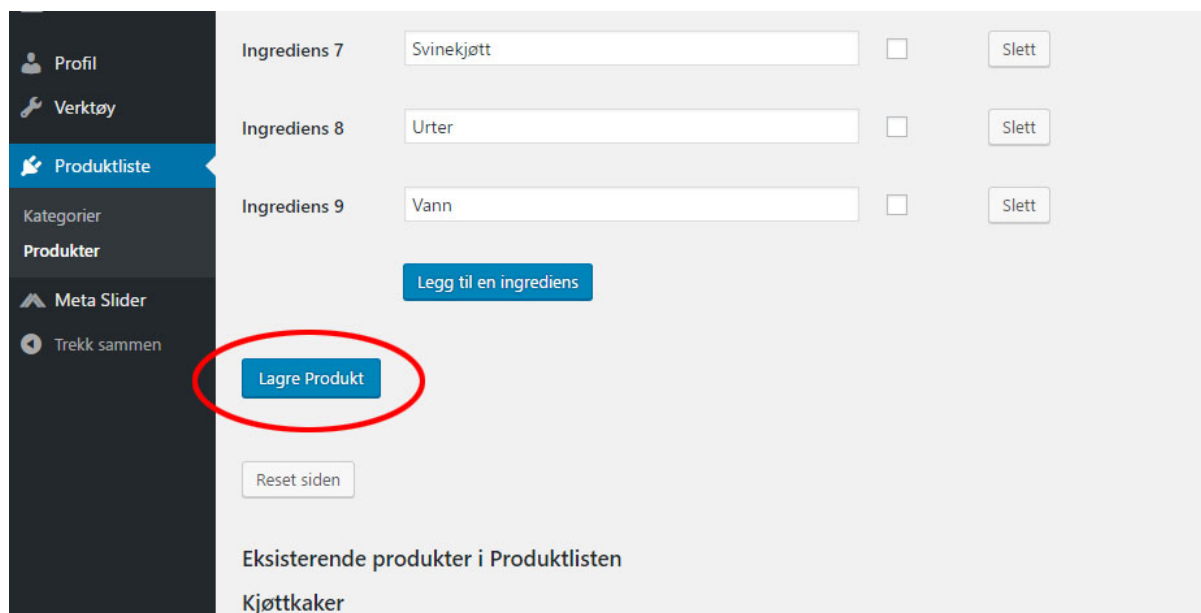 Profil
Verktøy
Produktliste
Kategorier
Produkter
Meta Slider
Trekk sammen
Ingrediens 7 Svinekjøtt Slett
Ingrediens 8 Urter Slett
Ingrediens 9 Vann Slett
Legg til en ingrediens
Lagre Produkt
Reset siden
Eksisterende produkter i Produktlisten
Kjøttkaker